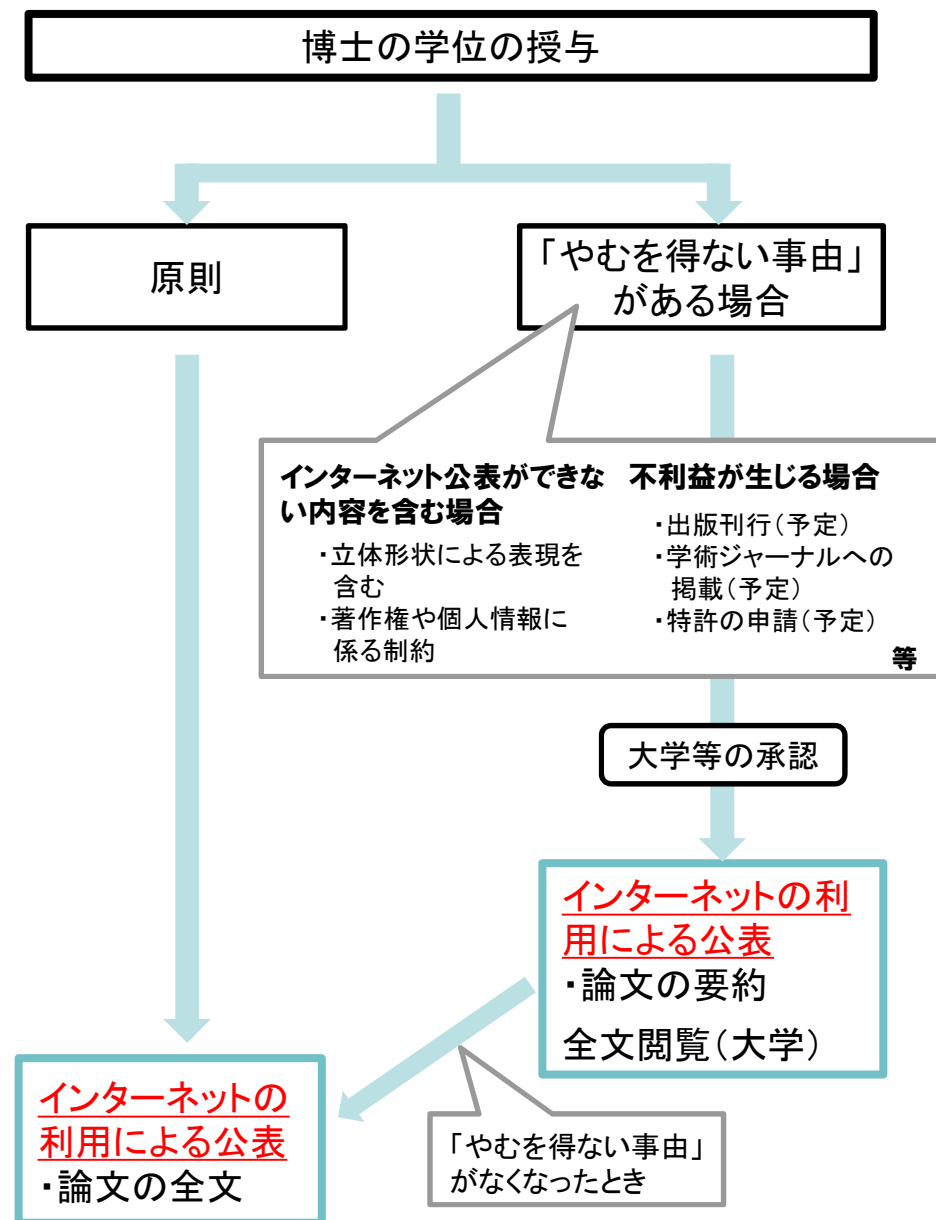 博士の学位の授与
原則
「やむを得ない事由」
がある場合
インターネット公表ができな
い内容を含む場合
・立体形状による表現を
含む
・著作権や個人情報に
係る制約
不利益が生じる場合
・出版刊行(予定)
・学術ジャーナルへの
掲載(予定)
・特許の申請(予定)
等
大学等の承認
インターネットの利
用による公表
・論文の要約
全文閲覧(大学)
インターネットの
利用による公表
・論文の全文
「やむを得ない事由」
がなくなったとき